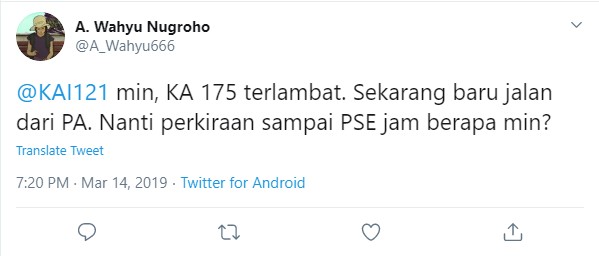 A. Wahyu Nugroho
@A_Wahyu666
@KAI121 min, KA 175 terlambat. Sekarang baru jalan
dari PA. Nanti perkiraan sampai PSE jam berapa min?
Translate Tweet
7:20 PM · Mar 14, 2019 · Twitter for Android